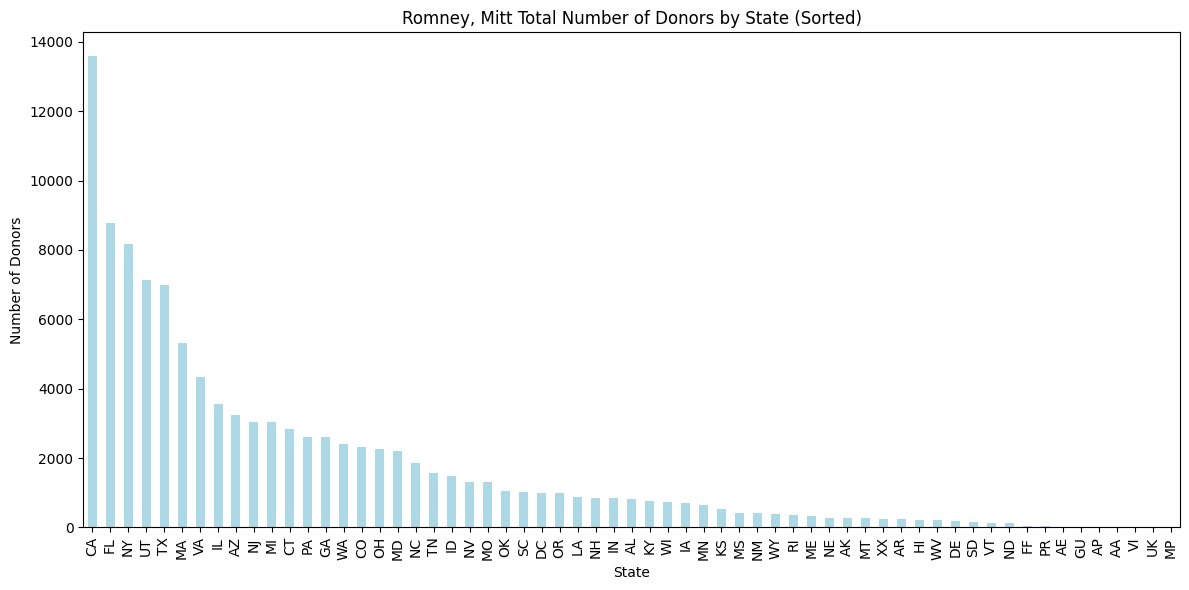 Romney, Mitt Total Number of Donors by State (Sorted)
14000
12000
10000
8000
6000
4000
2000
0
Number of Donors
CA FL NY UT TX MA VA IL AZ NJ MI CT PA GA WA CO OH MD NC TN ID NV MO OK SC DC OR LA NH IN AL KY WI IA MN KS MS NM WY RI ME NE AK MT XX AR HI WV DE SD VT ND FF PR AE GU AP AA VI UK MP
State